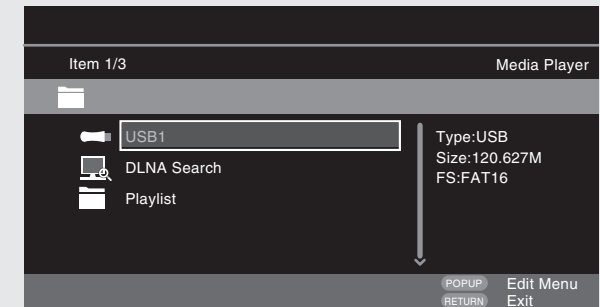 Item 1/3 Media Player
USB1
DLNA Search
Playlist
Type:USB
Size:120.627M
FS:FAT16
POPUP Edit Menu
RETURN Exit